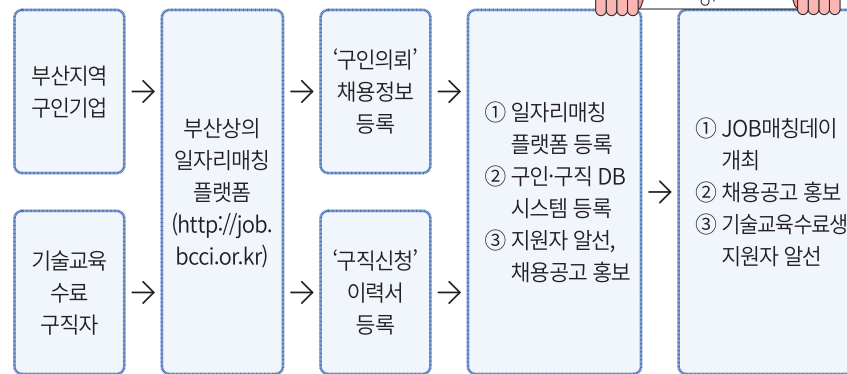 부산지역
구인기업
기술교육
수료
구직자
부산상의
일자리매칭
플랫폼
(http://job.
bcci.or.kr)
‘구인의뢰’
채용정보
등록
‘구직신청’
이력서
등록
① 일자리매칭
플랫폼 등록
② 구인·구직 DB
시스템 등록
③ 지원자 알선,
채용공고 홍보
① JOB매칭데이
개최
② 채용공고 홍보
③ 기술교육수료생
지원자 알선